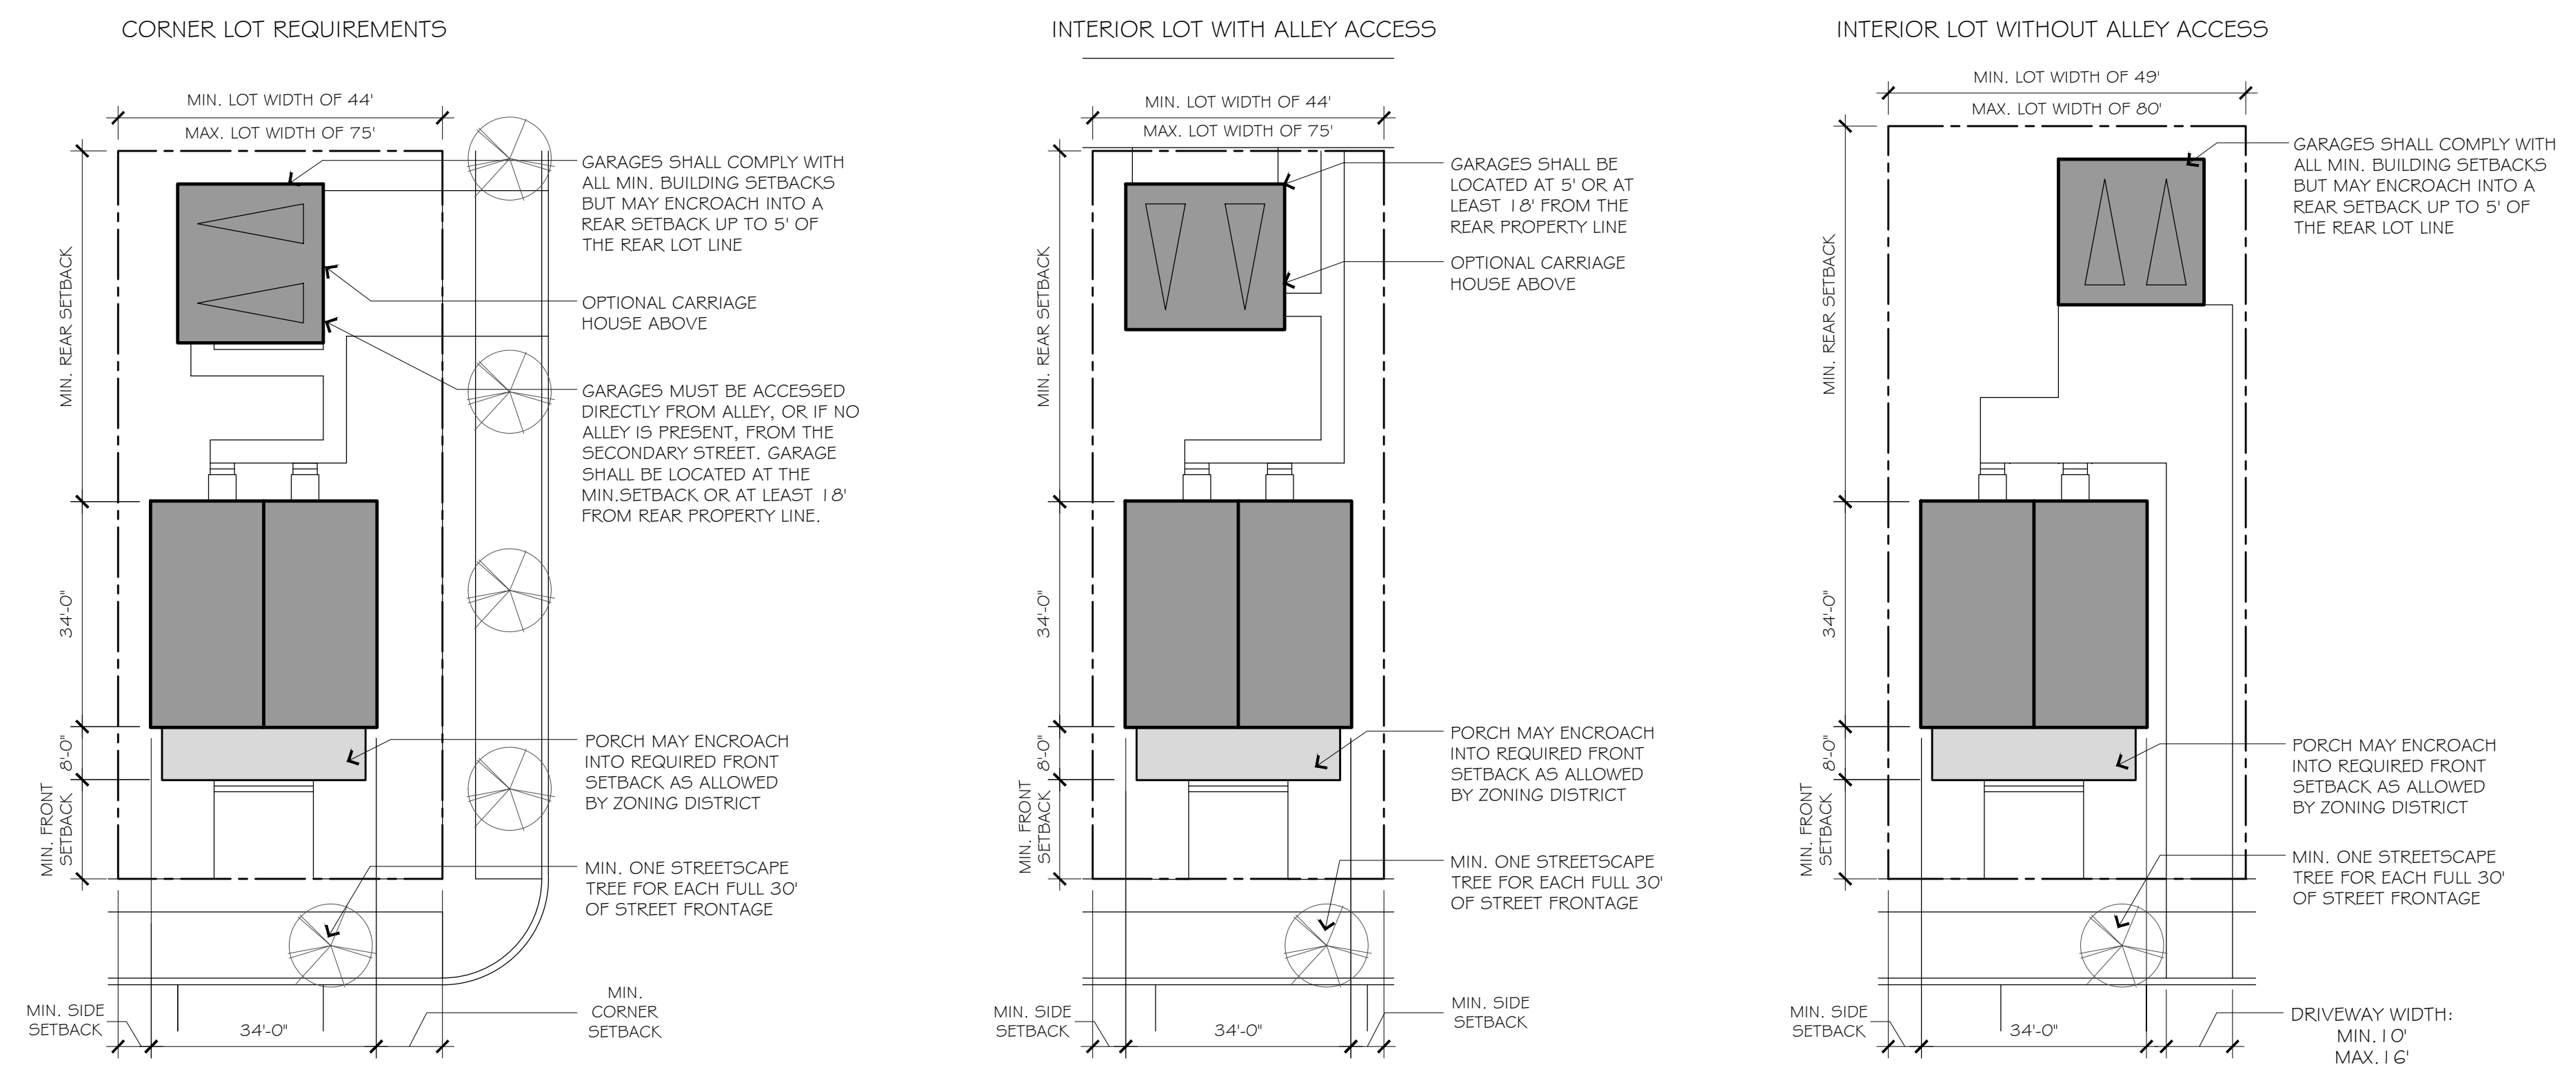 CORNER LOT REQUIREMENTS
MIN. LOT WIDTH OF 44'
MAX. LOT WIDTH OF 75'
GARAGES SHALL COMPLY WITH
ALL MIN. BUILDING SETBACKS
BUT MAY ENCROACH INTO A
REAR SETBACK UP TO 5' OF
THE REAR LOT LINE
OPTIONAL CARRIAGE
HOUSE ABOVE
GARAGES MUST BE ACCESSED
DIRECTLY FROM ALLEY, OR IF NO
ALLEY IS PRESENT, FROM THE
SECONDARY STREET. GARAGE
SHALL BE LOCATED AT THE
MIN.SETBACK OR AT LEAST 18'
FROM REAR PROPERTY LINE.
MIN. REAR SETBACK
34'-0"
8'-0"
MIN. FRONT
SETBACK
PORCH MAY ENCROACH
INTO REQUIRED FRONT
SETBACK AS ALLOWED
BY ZONING DISTRICT
MIN. ONE STREETSCAPE
TREE FOR EACH FULL 30'
OF STREET FRONTAGE
MIN. SIDE
SETBACK
34'-0"
MIN.
CORNER
SETBACK
INTERIOR LOT WITH ALLEY ACCESS
MIN. LOT WIDTH OF 44'
MAX. LOT WIDTH OF 75'
GARAGES SHALL BE
LOCATED AT 5' OR AT
LEAST 18' FROM THE
REAR PROPERTY LINE
OPTIONAL CARRIAGE
HOUSE ABOVE
MIN. REAR SETBACK
34'-0"
8'-0"
MIN. FRONT
SETBACK
PORCH MAY ENCROACH
INTO REQUIRED FRONT
SETBACK AS ALLOWED
BY ZONING DISTRICT
MIN. ONE STREETSCAPE
TREE FOR EACH FULL 30'
OF STREET FRONTAGE
MIN. SIDE
SETBACK
34'-0"
MIN. SIDE
SETBACK
INTERIOR LOT WITHOUT ALLEY ACCESS
MIN. LOT WIDTH OF 49'
MAX. LOT WIDTH OF 80'
GARAGES SHALL COMPLY WITH
ALL MIN. BUILDING SETBACKS
BUT MAY ENCROACH INTO A
REAR SETBACK UP TO 5' OF
THE REAR LOT LINE
MIN. REAR SETBACK
34'-0"
8'-0"
MIN. FRONT
SETBACK
PORCH MAY ENCROACH
INTO REQUIRED FRONT
SETBACK AS ALLOWED
BY ZONING DISTRICT
MIN. ONE STREETSCAPE
TREE FOR EACH FULL 30'
OF STREET FRONTAGE
MIN. SIDE
SETBACK
34'-0"
DRIVEWAY WIDTH:
MIN.10'
MAX.16'